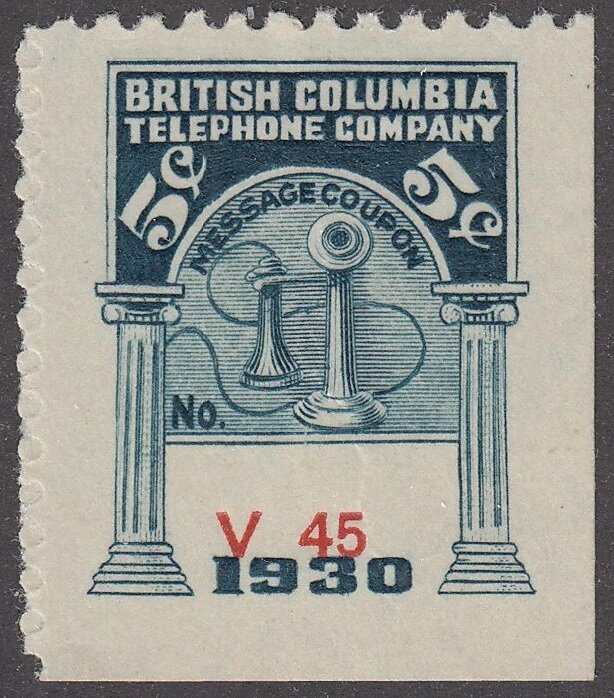 BRITISH COLUMBIA
TELEPHONE COMPANY
5¢ 5¢
MESSAGE COUPON
No.
V 45
1930